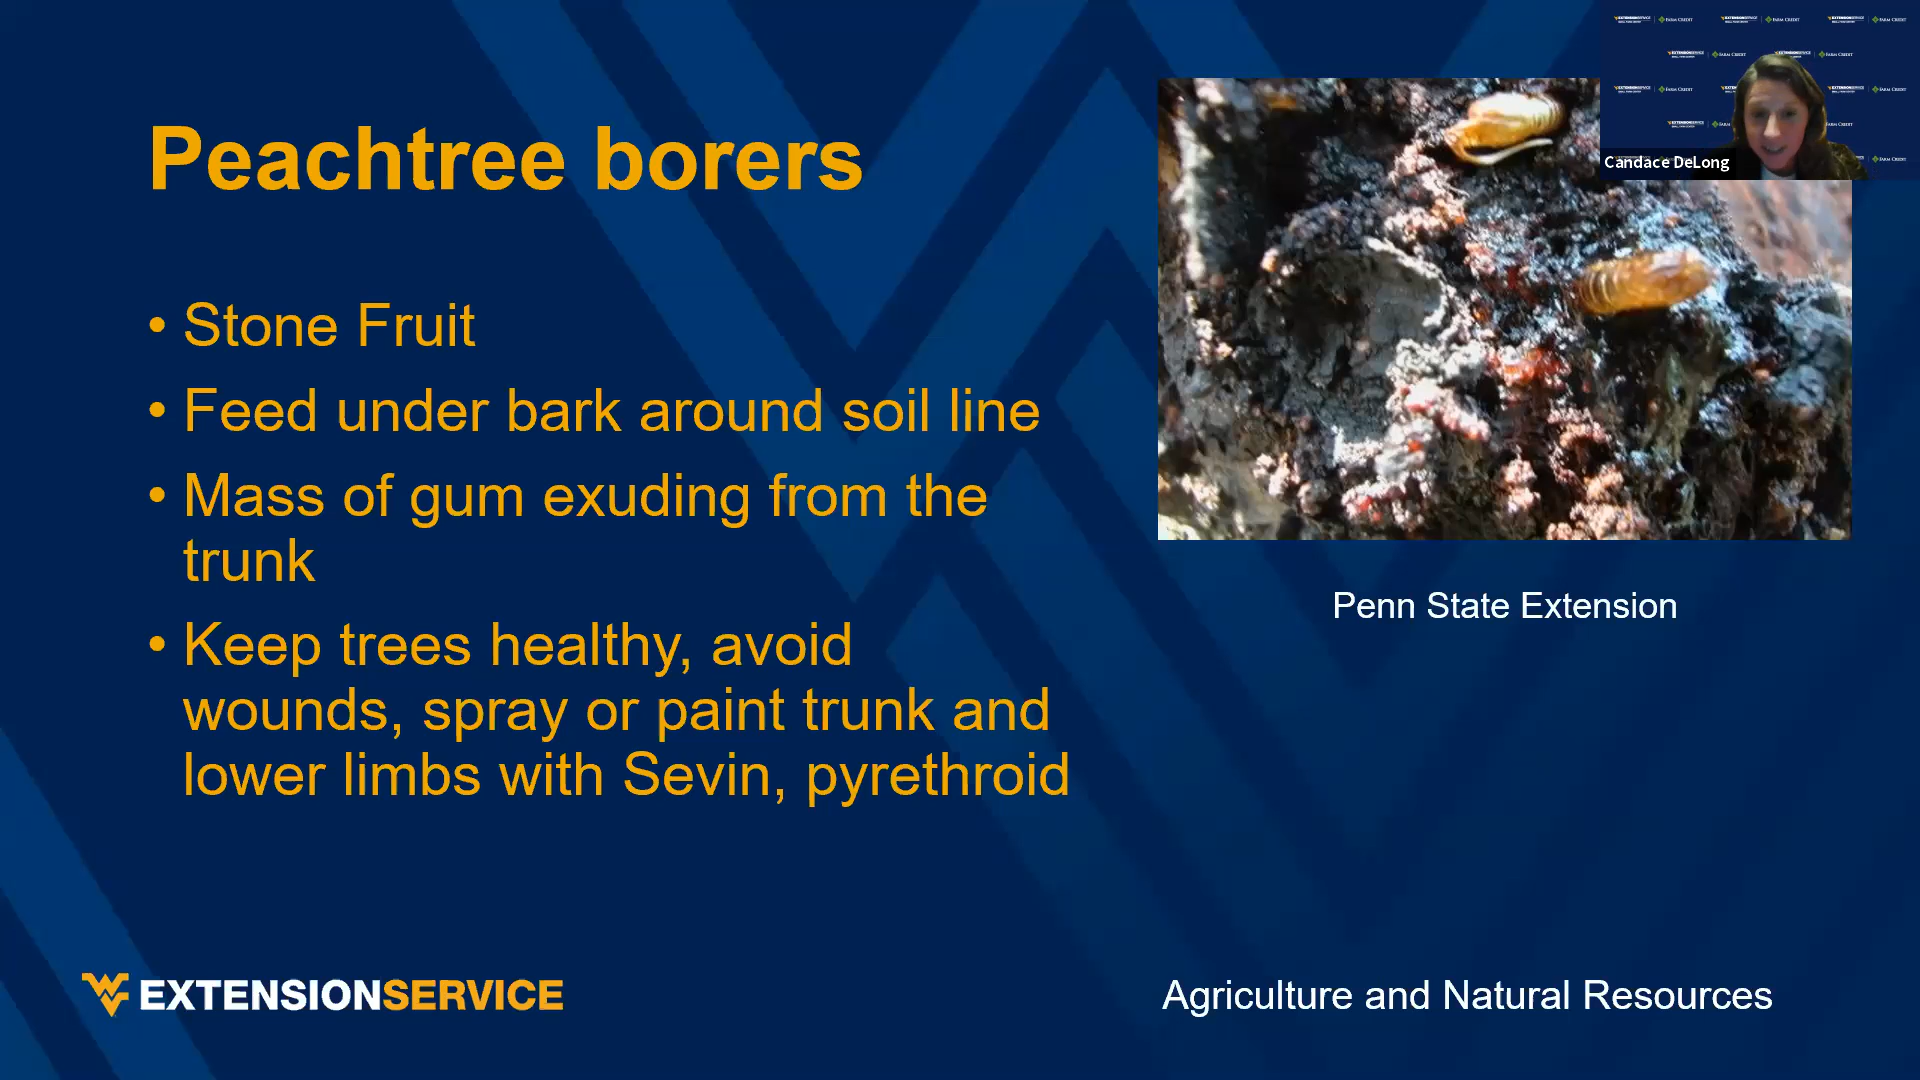 Peachtree borers
• Stone Fruit
• Feed under bark around soil line
• Mass of gum exuding from the
trunk
• Keep trees healthy, avoid
wounds, spray or paint trunk and
lower limbs with Sevin, pyrethroid
Candace DeLong
Penn State Extension
EXTENSIONSERVICE
Agriculture and Natural Resources